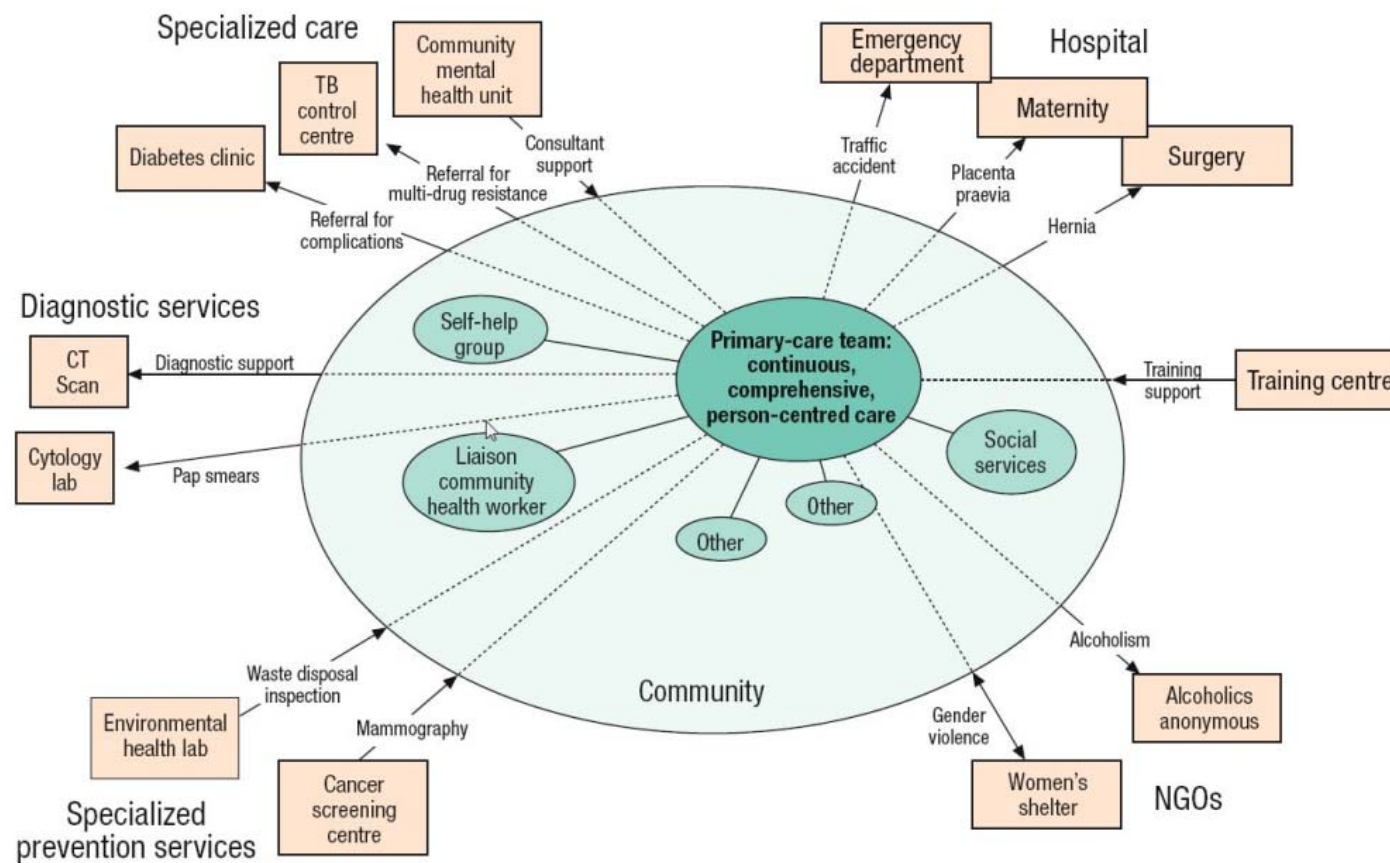 Specialized care
Community
mental
health unit
TB
control
centre
Diabetes clinic
Consultant
support
Referral for
multi-drug resistance
Referral for
complications
Emergency
department
Hospital
Maternity
Surgery
Traffic
accident
Placenta
praevia
Hernia
Diagnostic services
CT
Scan
Diagnostic support
Cytology
lab
Pap smears
Self-help
group
Primary-care team:
continuous,
comprehensive,
person-centred care
Liaison
community
health worker
Social
services
Other
Other
Training
support
Training centre
Community
Waste disposal
inspection
Environmental
health lab
Mammography
Cancer
screening
centre
Specialized
prevention services
Alcoholism
Alcoholics
anonymous
Gender
violence
Women's
shelter
NGOs